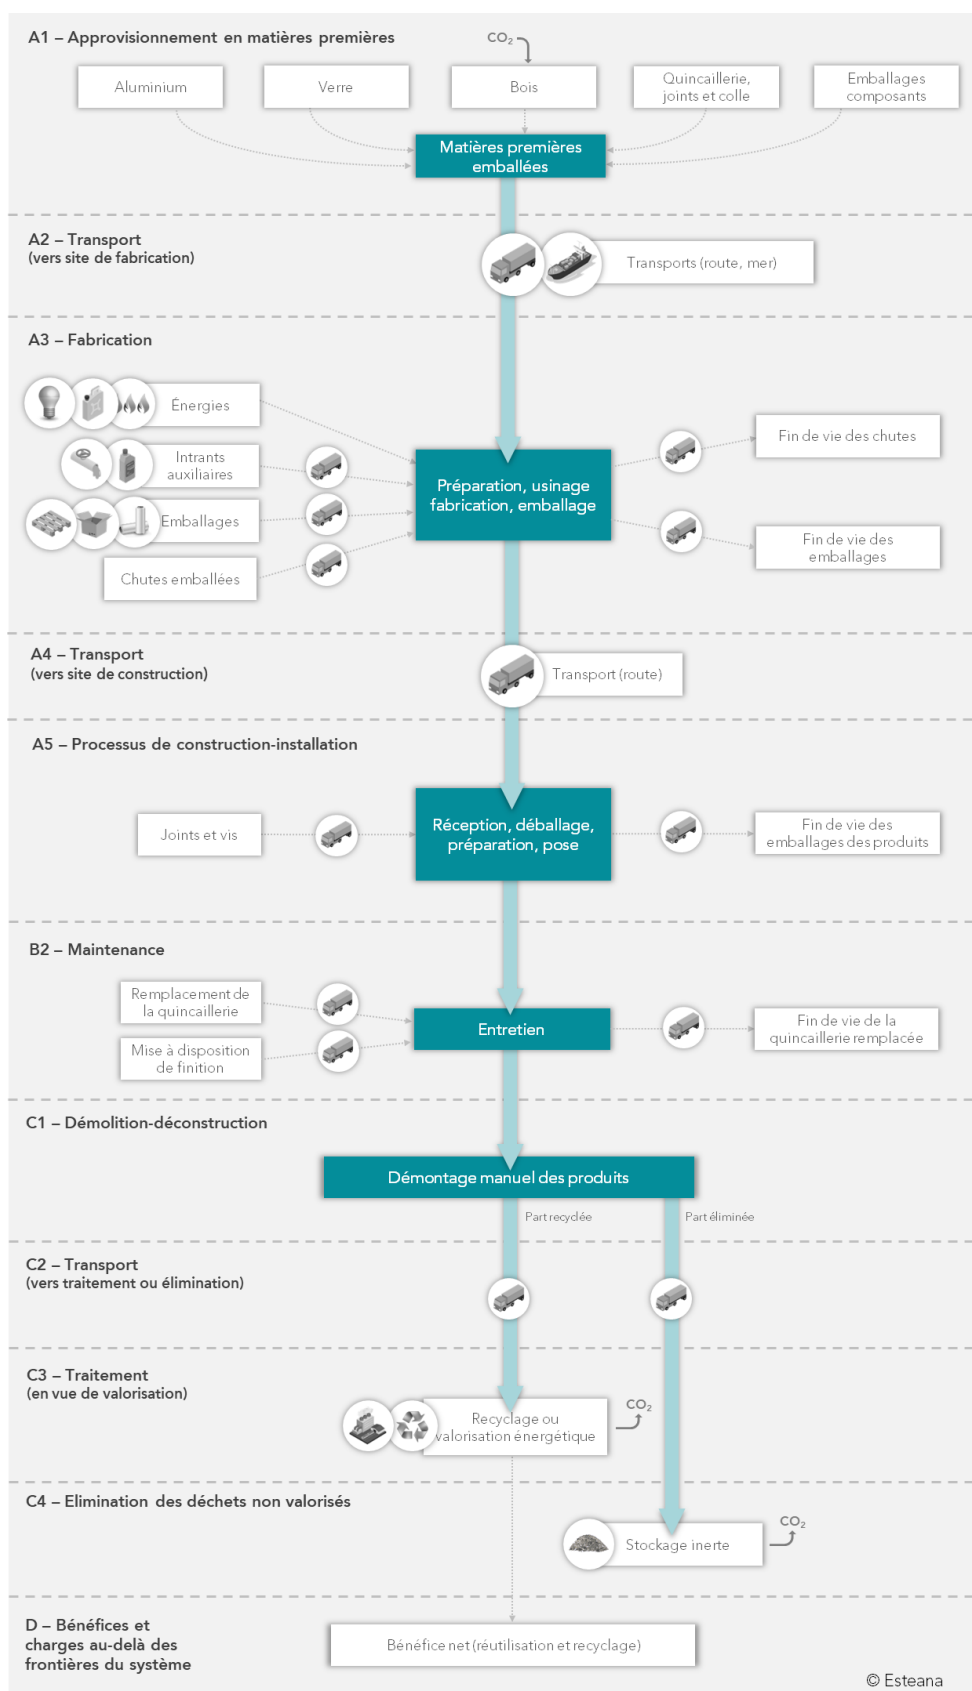 A1 – Approvisionnement en matières premières
CO₂
Aluminium
Verre
Bois
Quincaillerie,
joints et colle
Emballages
composants
Matières premières
emballées
A2 – Transport
(vers site de fabrication)
Transports (route, mer)
A3 – Fabrication
Énergies
Intrants
auxiliaires
Emballages
Chutes emballées
Préparation, usinage
fabrication, emballage
Fin de vie des chutes
Fin de vie des
emballages
A4 – Transport
(vers site de construction)
Transport (route)
A5 – Processus de construction-installation
Joints et vis
Réception, déballage,
préparation, pose
Fin de vie des
emballages des produits
B2 – Maintenance
Remplacement de
la quincaillerie
Mise à disposition
de finition
Entretien
Fin de vie de la
quincaillerie remplacée
C1 – Démolition-déconstruction
Démontage manuel des produits
Part recyclée
Part éliminée
C2 – Transport
(vers traitement ou élimination)
C3 – Traitement
(en vue de valorisation)
Recyclage ou
valorisation énergétique
CO₂
C4 – Elimination des déchets non valorisés
Stockage inerte
CO₂
D – Bénéfices et
charges au-delà des
frontières du système
Bénéfice net (réutilisation et recyclage)
© Esteana